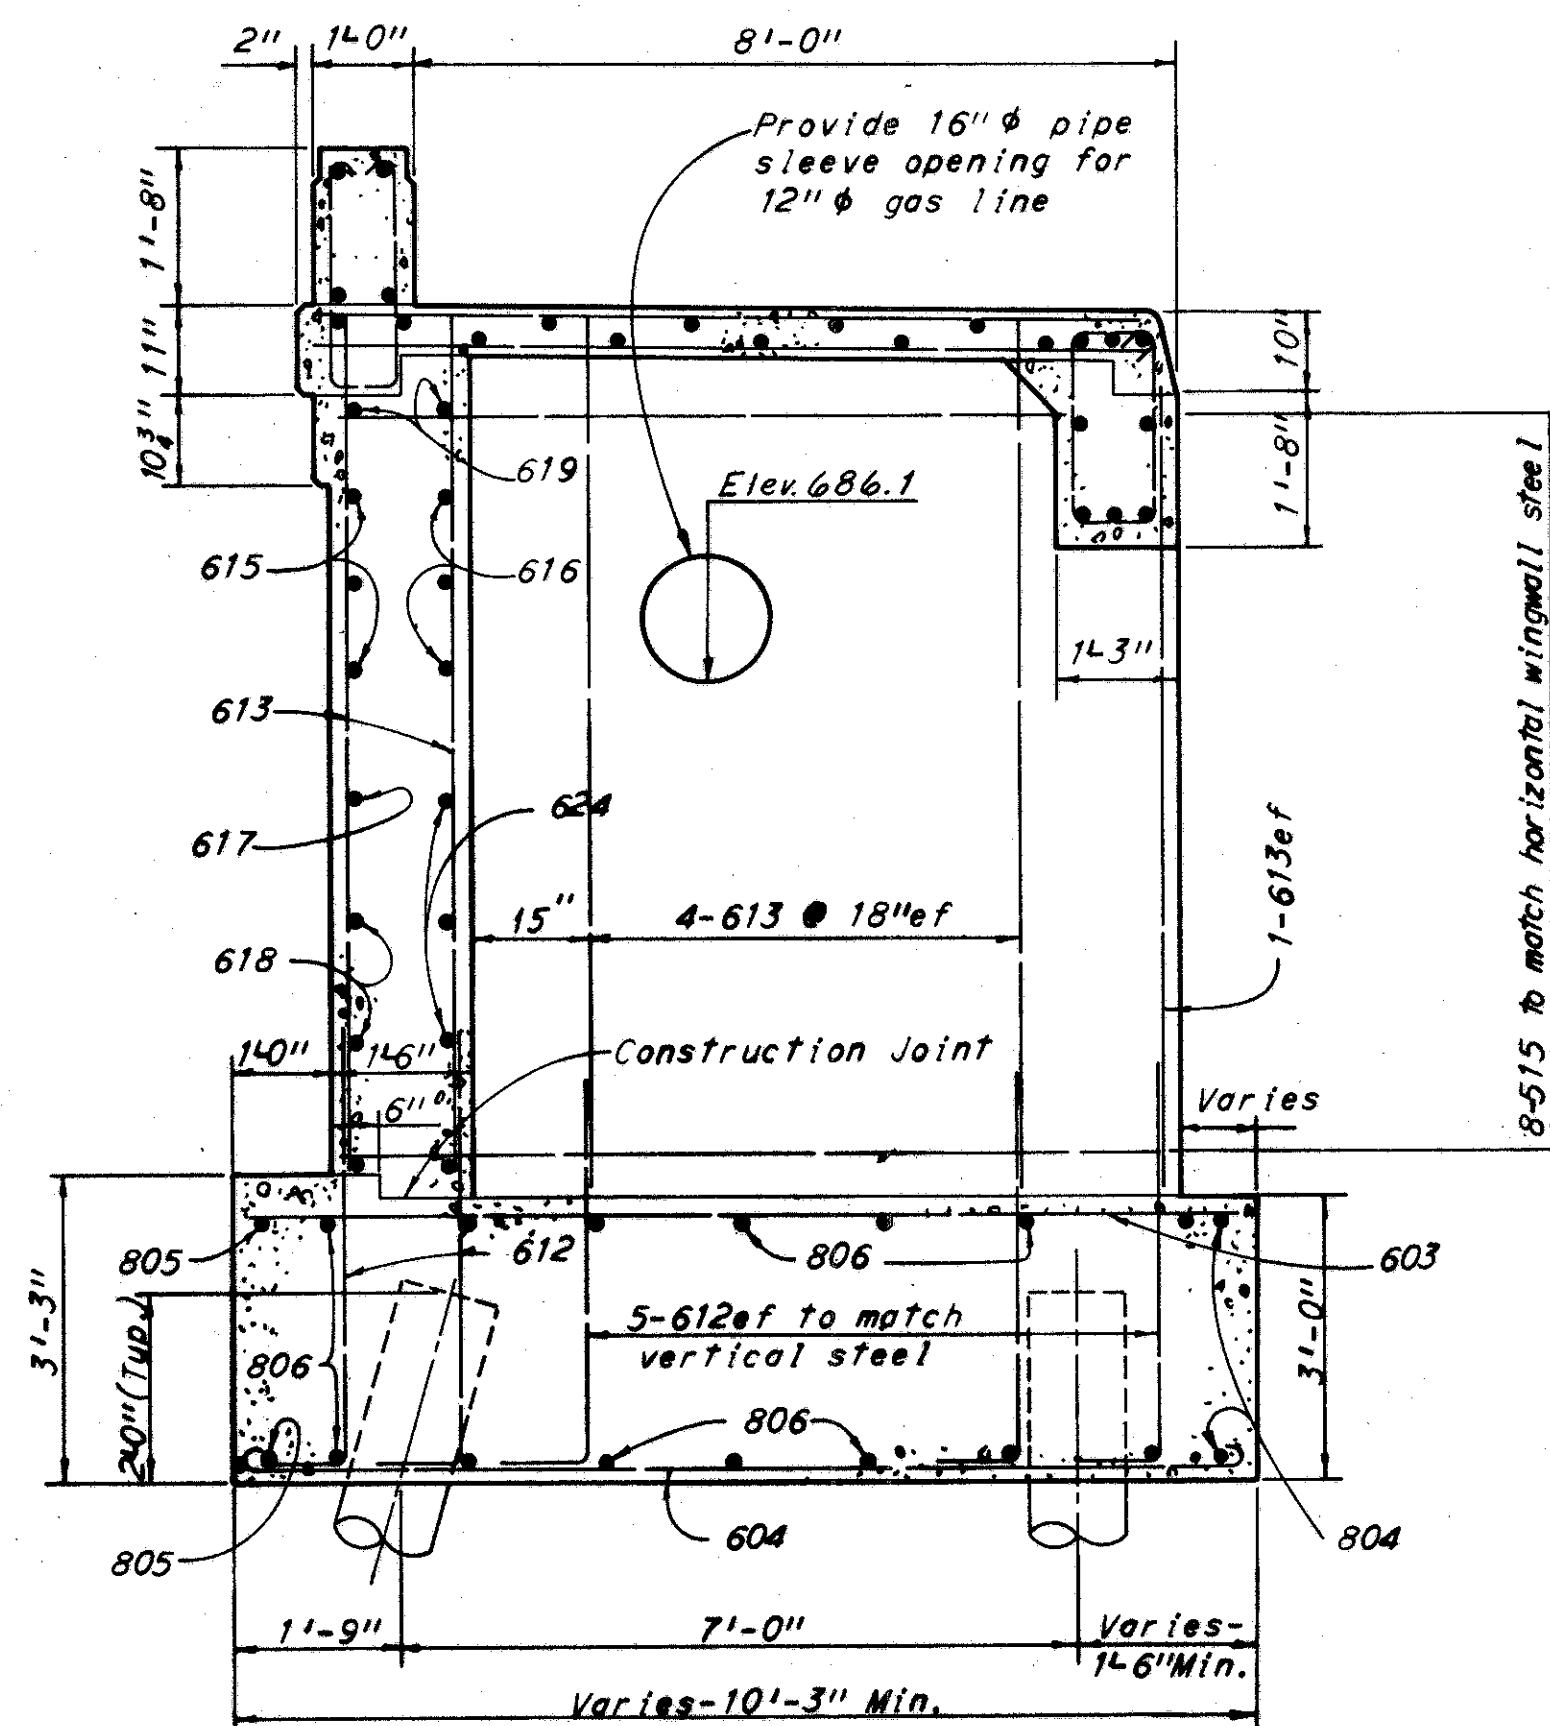 2" 1'-0" 8'-0"
Provide 16"ϕ pipe
sleeve opening for
12"ϕ gas line
1'-8"
11"
10¾"
10"
1'-8"
619
Elev. 686.1
615
616
1'-3"
613
8-515 to match horizontal wingwall steel
617
624
15"
4-613 @ 18"ef
1-613ef
618
1'-0"
1'-6"
Construction Joint
6"
Varies
805
612
806
603
3'-3"
2'-0"(Typ.)
806
5-612ef to match
vertical steel
3'-0"
806
805
604
804
1'-9"
7'-0"
Varies-
1'-6"Min.
Varies-10'-3" Min.